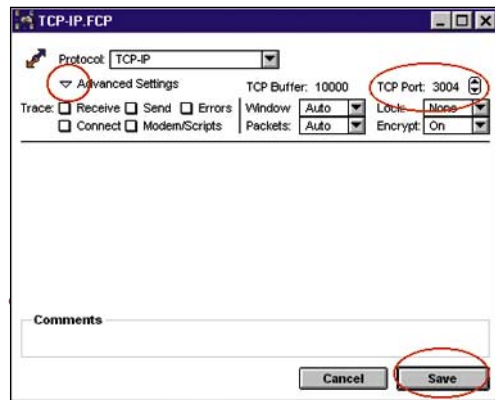 TCP-IP.FCP
Protocol: TCP-IP
Advanced Settings TCP Buffer: 10000 TCP Port: 3004
Trace: Receive Send Errors Window Auto Lock: None
Connect Modem/Scripts Packets: Auto Encrypt: On
Comments
Cancel Save